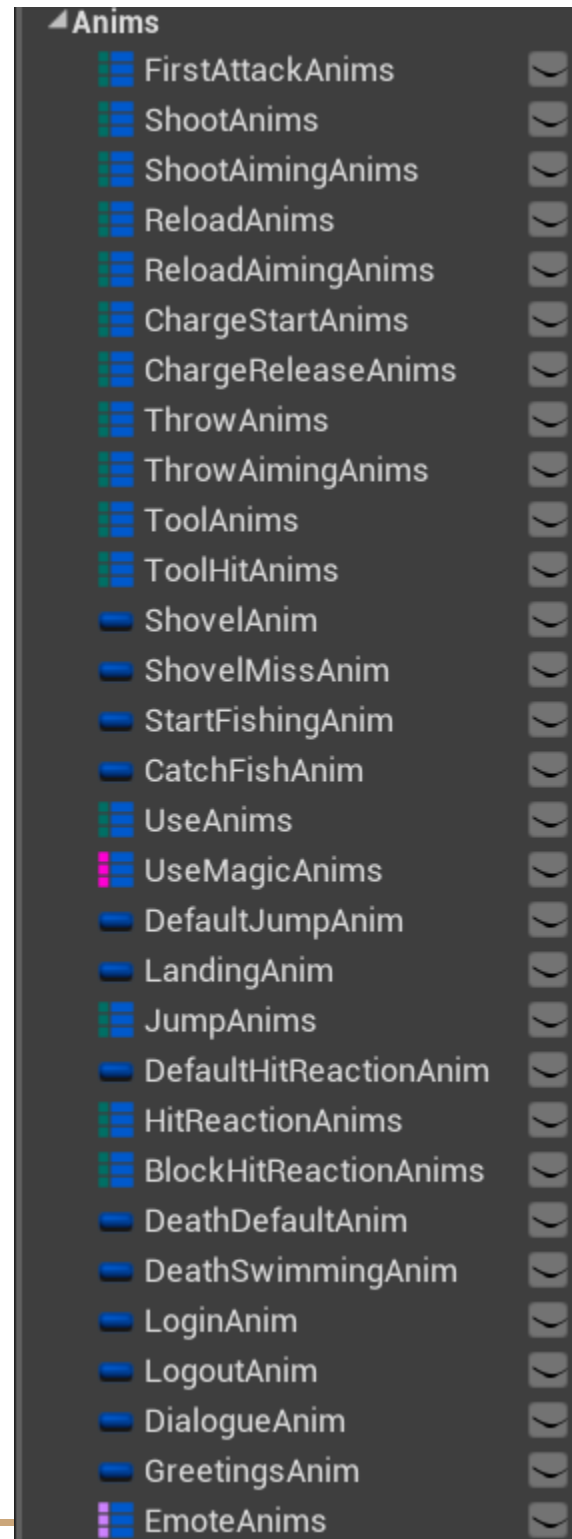 Anims
FirstAttackAnims
ShootAnims
ShootAimingAnims
ReloadAnims
ReloadAimingAnims
ChargeStartAnims
ChargeReleaseAnims
ThrowAnims
ThrowAimingAnims
ToolAnims
ToolHitAnims
ShovelAnim
ShovelMissAnim
StartFishingAnim
CatchFishAnim
UseAnims
UseMagicAnims
DefaultJumpAnim
LandingAnim
JumpAnims
DefaultHitReactionAnim
HitReactionAnims
BlockHitReactionAnims
DeathDefaultAnim
DeathSwimmingAnim
LoginAnim
LogoutAnim
DialogueAnim
GreetingsAnim
EmoteAnims